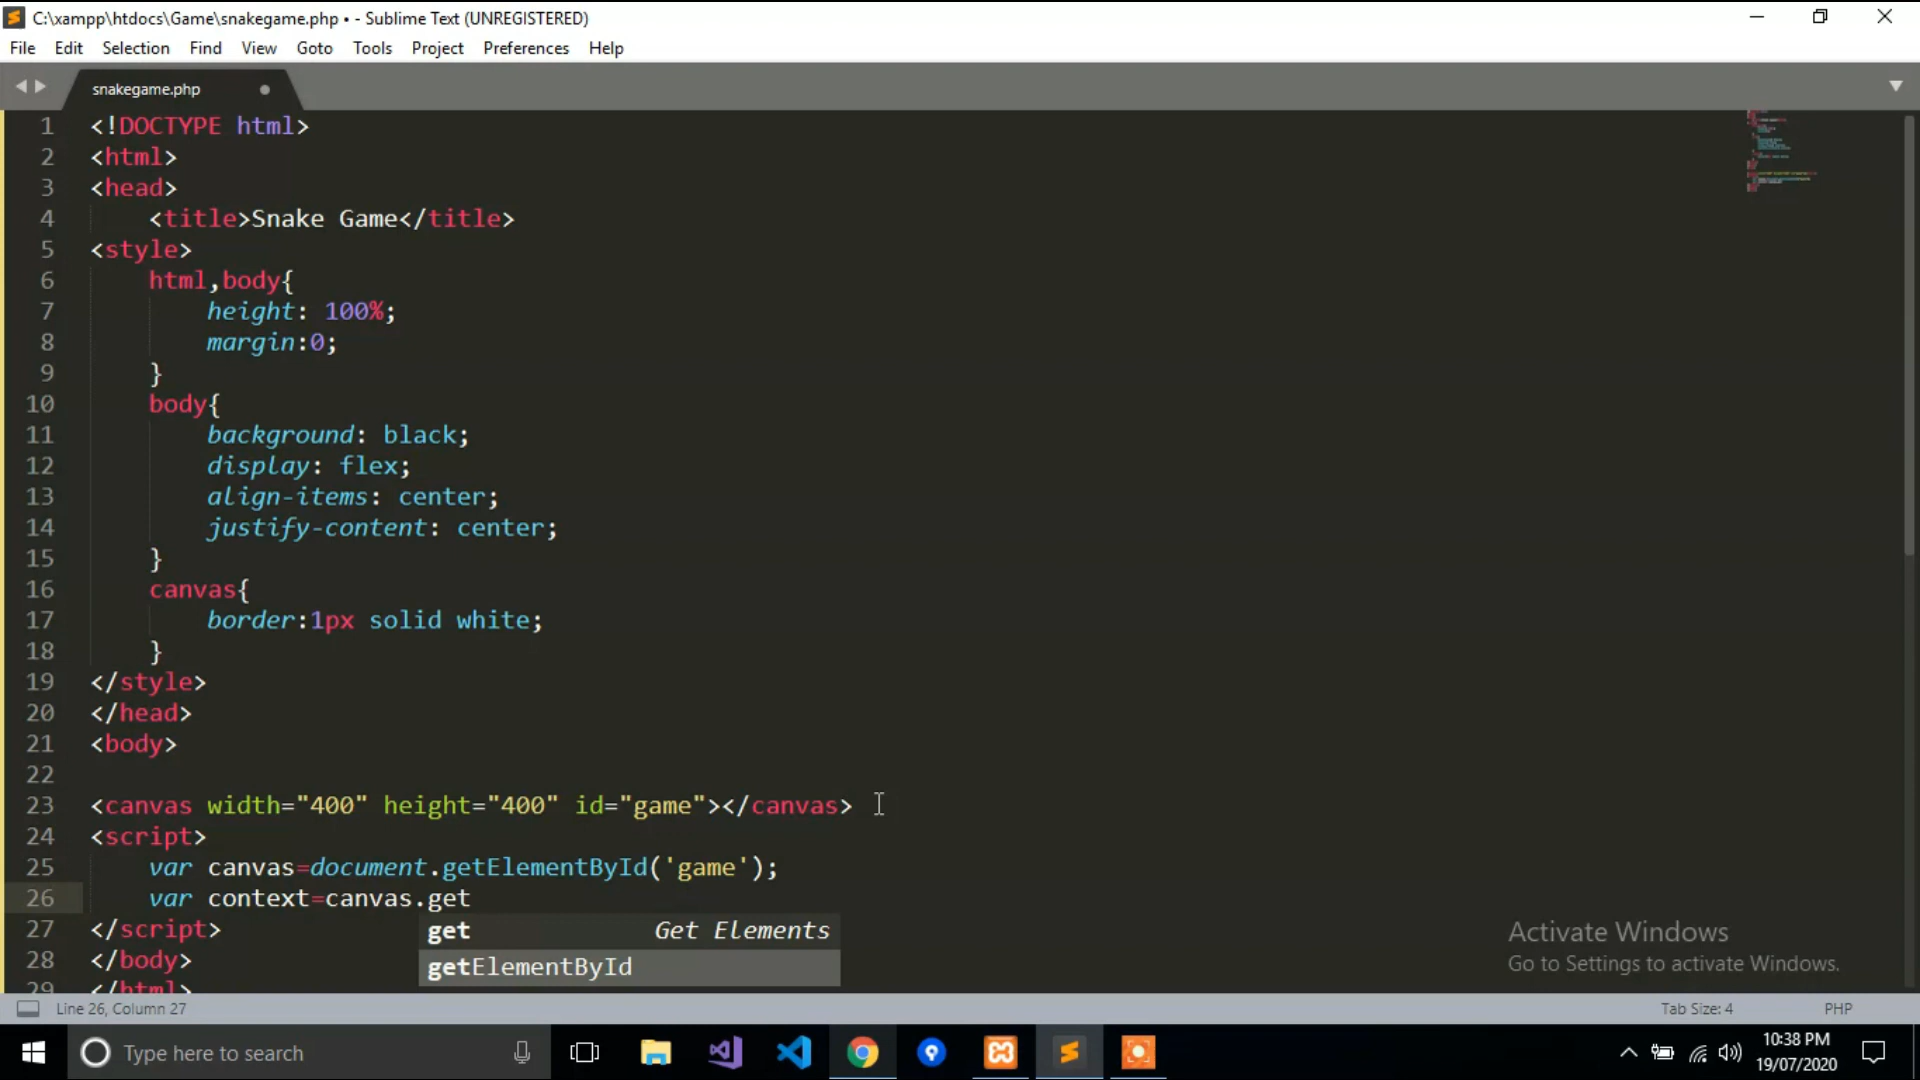 C:\xampp\htdocs\Game\snakegame.php • - Sublime Text (UNREGISTERED)
File Edit Selection Find View Goto Tools Project Preferences Help
snakegame.php
1 <!DOCTYPE html>
2 <html>
3 <head>
4 <title>Snake Game</title>
5 <style>
6 html,body{
7 height: 100%;
8 margin:0;
9 }
10 body{
11 background: black;
12 display: flex;
13 align-items: center;
14 justify-content: center;
15 }
16 canvas{
17 border:1px solid white;
18 }
19 </style>
20 </head>
21 <body>
22
23 <canvas width="400" height="400" id="game"></canvas>
24 <script>
25 var canvas=document.getElementById('game');
26 var context=canvas.get
27 </script>
get Get Elements
28 </body>
getElementById
29 </html>
Activate Windows
Go to Settings to activate Windows.
Line 26, Column 27 Tab Size: 4 PHP
Type here to search
10:38 PM
19/07/2020